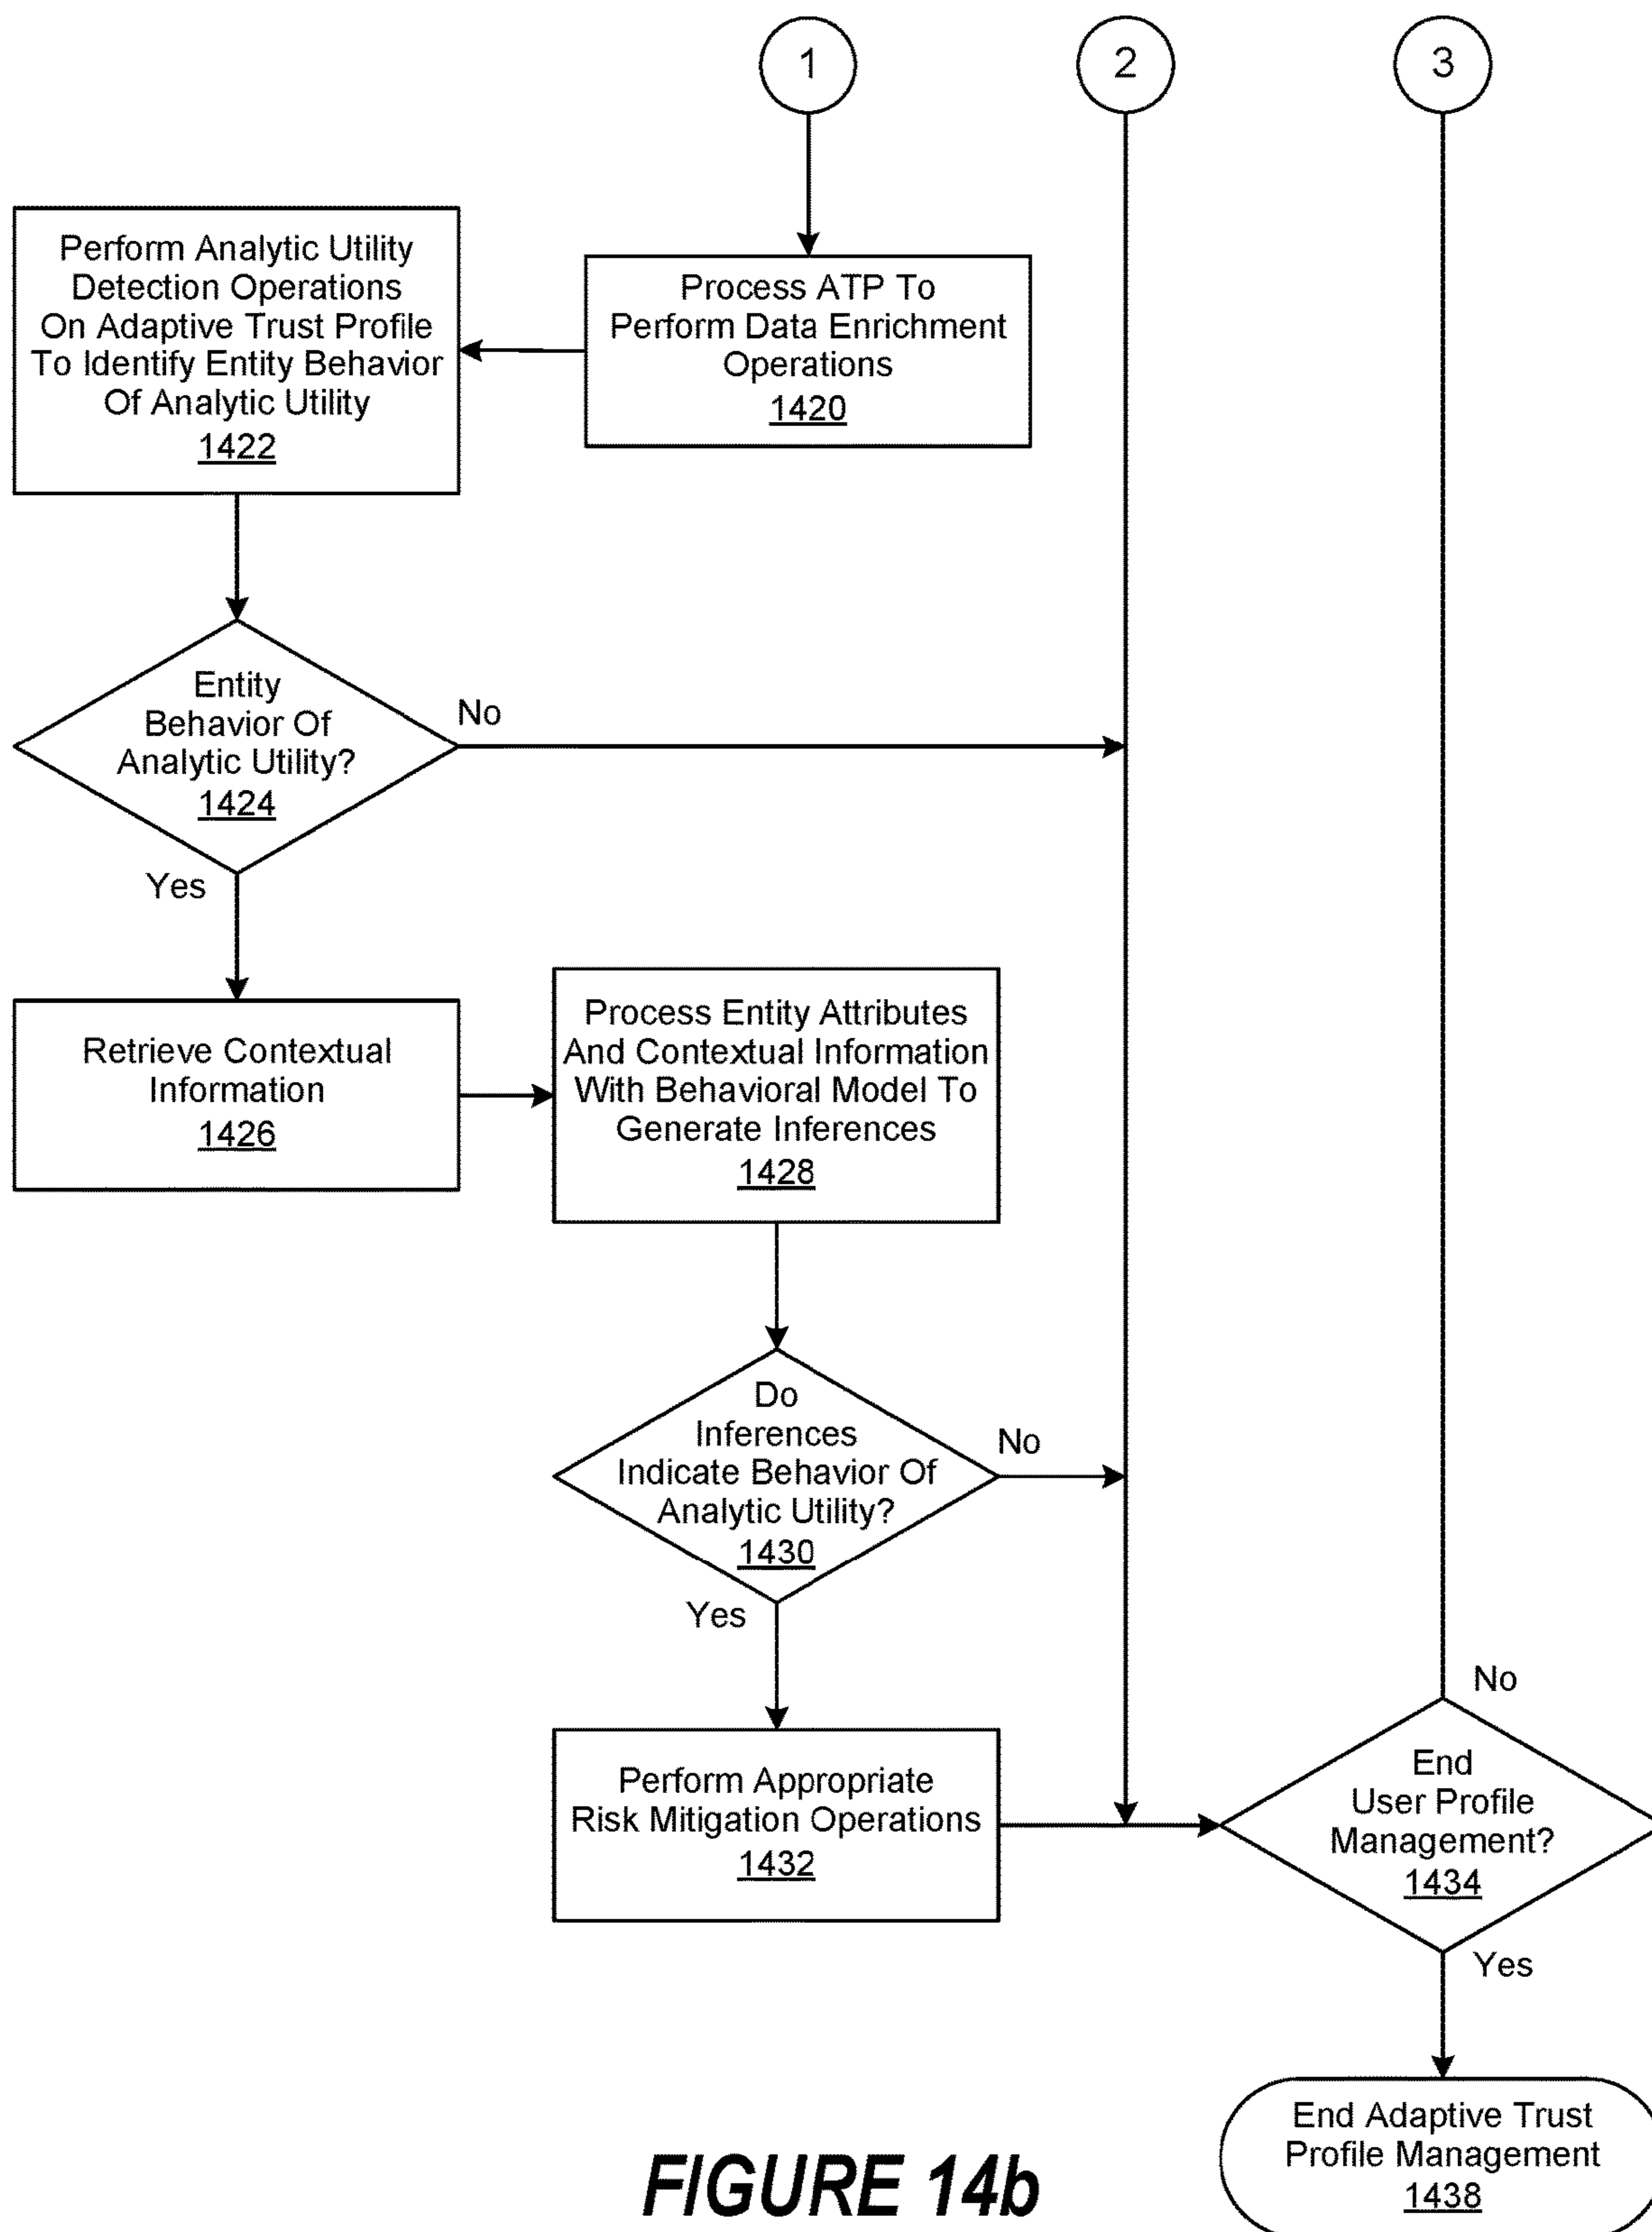 1
2
3
Process ATP To
Perform Data Enrichment
Operations
1420
Perform Analytic Utility
Detection Operations
On Adaptive Trust Profile
To Identify Entity Behavior
Of Analytic Utility
1422
Entity
Behavior Of
Analytic Utility?
1424
No
Yes
Retrieve Contextual
Information
1426
Process Entity Attributes
And Contextual Information
With Behavioral Model To
Generate Inferences
1428
Do
Inferences
Indicate Behavior Of
Analytic Utility?
1430
No
Yes
Perform Appropriate
Risk Mitigation Operations
1432
No
End
User Profile
Management?
1434
Yes
End Adaptive Trust
Profile Management
1438
FIGURE 14b